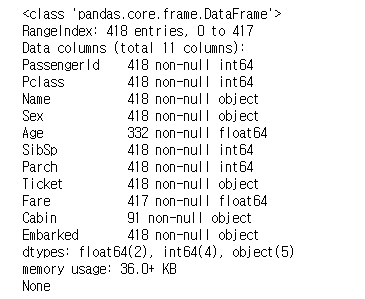 <class 'pandas.core.frame.DataFrame'>
RangeIndex: 418 entries, 0 to 417
Data columns (total 11 columns):
PassengerId    418 non-null int64
Pclass         418 non-null int64
Name           418 non-null object
Sex            418 non-null object
Age            332 non-null float64
SibSp          418 non-null int64
Parch          418 non-null int64
Ticket         418 non-null object
Fare           417 non-null float64
Cabin          91 non-null object
Embarked       418 non-null object
dtypes: float64(2), int64(4), object(5)
memory usage: 36.0+ KB
None